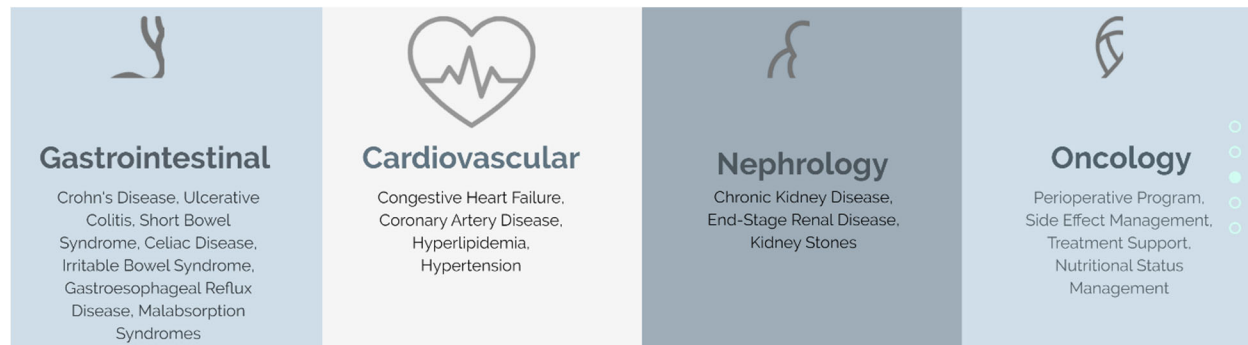 Gastrointestinal
Crohn's Disease, Ulcerative
Colitis, Short Bowel
Syndrome, Celiac Disease,
Irritable Bowel Syndrome,
Gastroesophageal Reflux
Disease, Malabsorption
Syndromes
Cardiovascular
Congestive Heart Failure,
Coronary Artery Disease,
Hyperlipidemia,
Hypertension
Nephrology
Chronic Kidney Disease,
End-Stage Renal Disease,
Kidney Stones
Oncology
Perioperative Program,
Side Effect Management,
Treatment Support,
Nutritional Status
Management